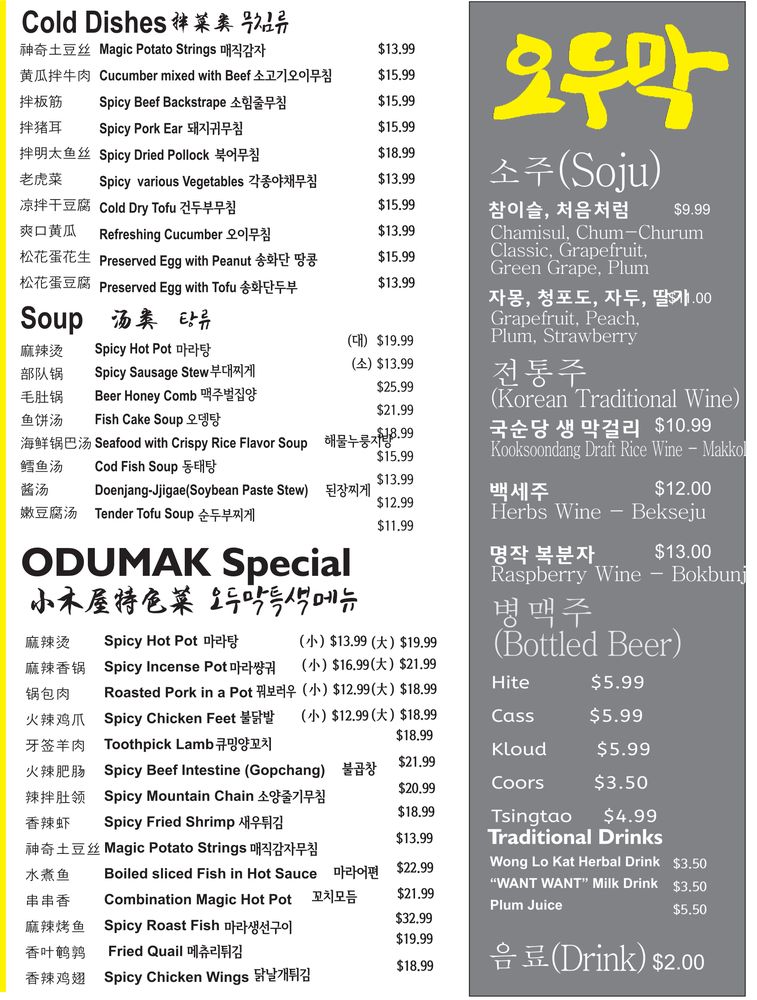 Cold Dishes 拌菜类 무침류
神奇土豆丝 Magic Potato Strings 매직감자 $13.99
黄瓜拌牛肉 Cucumber mixed with Beef 소고기오이무침 $15.99
拌板筋 Spicy Beef Backstrape 소힘줄무침 $15.99
拌猪耳 Spicy Pork Ear 돼지귀무침 $15.99
拌明太鱼丝 Spicy Dried Pollock 북어무침 $18.99
老虎菜 Spicy various Vegetables 각종야채무침 $13.99
凉拌干豆腐 Cold Dry Tofu 건두부무침 $15.99
爽口黄瓜 Refreshing Cucumber 오이무침 $13.99
松花蛋花生 Preserved Egg with Peanut 송화단 땅콩 $15.99
松花蛋豆腐 Preserved Egg with Tofu 송화단두부 $13.99
Soup 汤类 탕류
麻辣烫 Spicy Hot Pot 마라탕 (대) $19.99
(소) $13.99
部队锅 Spicy Sausage Stew 부대찌게 $25.99
毛肚锅 Beer Honey Comb 맥주벌집양 $21.99
鱼饼汤 Fish Cake Soup 오뎅탕 $18.99
海鲜锅巴汤 Seafood with Crispy Rice Flavor Soup 해물누룽지탕 $15.99
鳕鱼汤 Cod Fish Soup 동태탕 $13.99
酱汤 Doenjang-Jjigae(Soybean Paste Stew) 된장찌게 $12.99
嫩豆腐汤 Tender Tofu Soup 순두부찌게 $11.99
ODUMAK Special
小木屋特色菜 오두막특색메뉴
麻辣烫 Spicy Hot Pot 마라탕 (小) $13.99 (大) $19.99
麻辣香锅 Spicy Incense Pot 마라썅궈 (小) $16.99 (大) $21.99
锅包肉 Roasted Pork in a Pot 꿔보러우 (小) $12.99 (大) $18.99
火辣鸡爪 Spicy Chicken Feet 불닭발 (小) $12.99 (大) $18.99
牙签羊肉 Toothpick Lamb 큐밍양꼬치 $18.99
火辣肥肠 Spicy Beef Intestine (Gopchang) 불곱창 $21.99
辣拌肚领 Spicy Mountain Chain 소양줄기무침 $20.99
香辣虾 Spicy Fried Shrimp 새우튀김 $18.99
神奇土豆丝 Magic Potato Strings 매직감자무침 $13.99
水煮鱼 Boiled sliced Fish in Hot Sauce 마라어편 $22.99
串串香 Combination Magic Hot Pot 꼬치모듬 $21.99
麻辣烤鱼 Spicy Roast Fish 마라생선구이 $32.99
香叶鹌鹑 Fried Quail 메츄리튀김 $19.99
香辣鸡翅 Spicy Chicken Wings 닭날개튀김 $18.99
오두막
소주(Soju)
참이슬, 처음처럼 $9.99
Chamisul, Chum-Churum
Classic, Grapefruit,
Green Grape, Plum
자몽, 청포도, 자두, 딸기 $11.00
Grapefruit, Peach,
Plum, Strawberry
전통주
(Korean Traditional Wine)
국순당 생 막걸리 $10.99
Kooksoondang Draft Rice Wine - Makkol
백세주 $12.00
Herbs Wine - Bekseju
명작 복분자 $13.00
Raspberry Wine - Bokbunj
병맥주
(Bottled Beer)
Hite $5.99
Cass $5.99
Kloud $5.99
Coors $3.50
Tsingtao $4.99
Traditional Drinks
Wong Lo Kat Herbal Drink $3.50
“WANT WANT” Milk Drink $3.50
Plum Juice $5.50
음료(Drink) $2.00